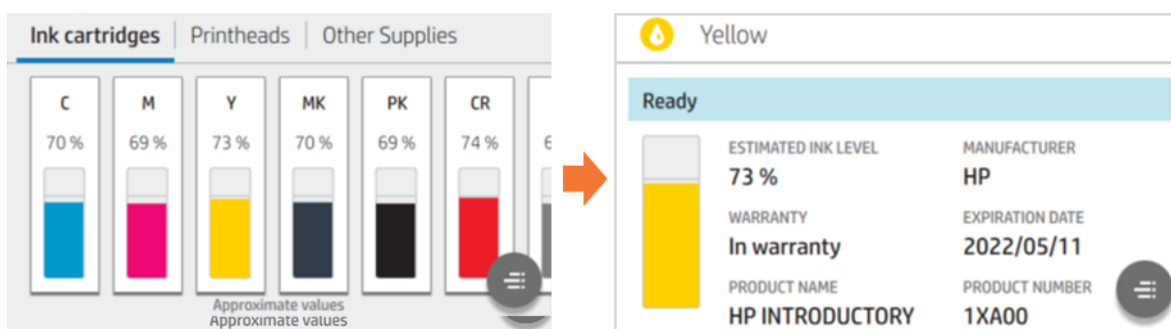 Ink cartridges Printheads Other Supplies
C M Y MK PK CR
70 % 69 % 73 % 70 % 69 % 74 % 6
Approximate values
Approximate values
Yellow
Ready
ESTIMATED INK LEVEL MANUFACTURER
73 % HP
WARRANTY EXPIRATION DATE
In warranty 2022/05/11
PRODUCT NAME PRODUCT NUMBER
HP INTRODUCTORY 1XA00